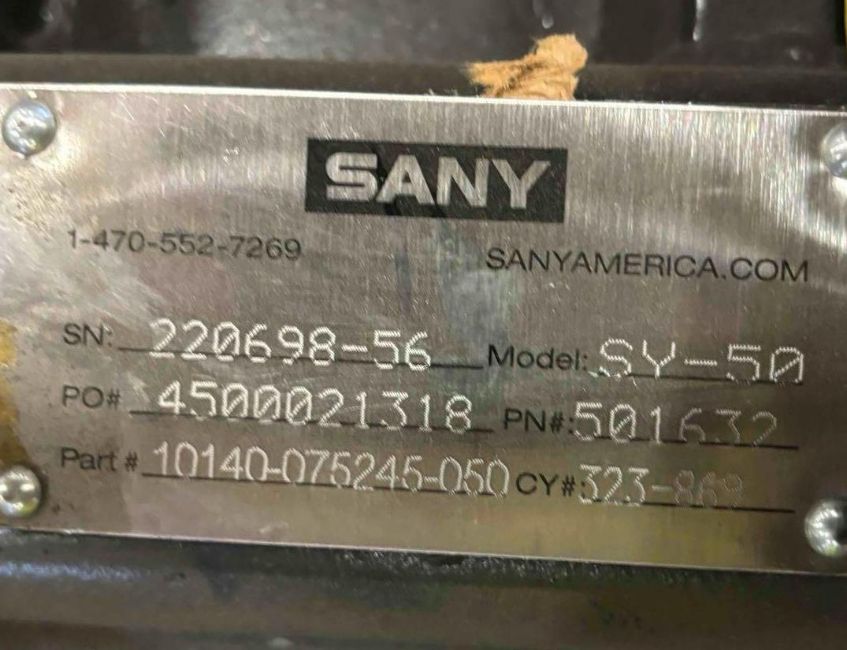 SANY
1-470-552-7269 SANYAMERICA.COM
SN: 220698-56 Model: SY-50
PO# 4500021318 PN#: 501632
Part # 10140-075245-050 CY#: